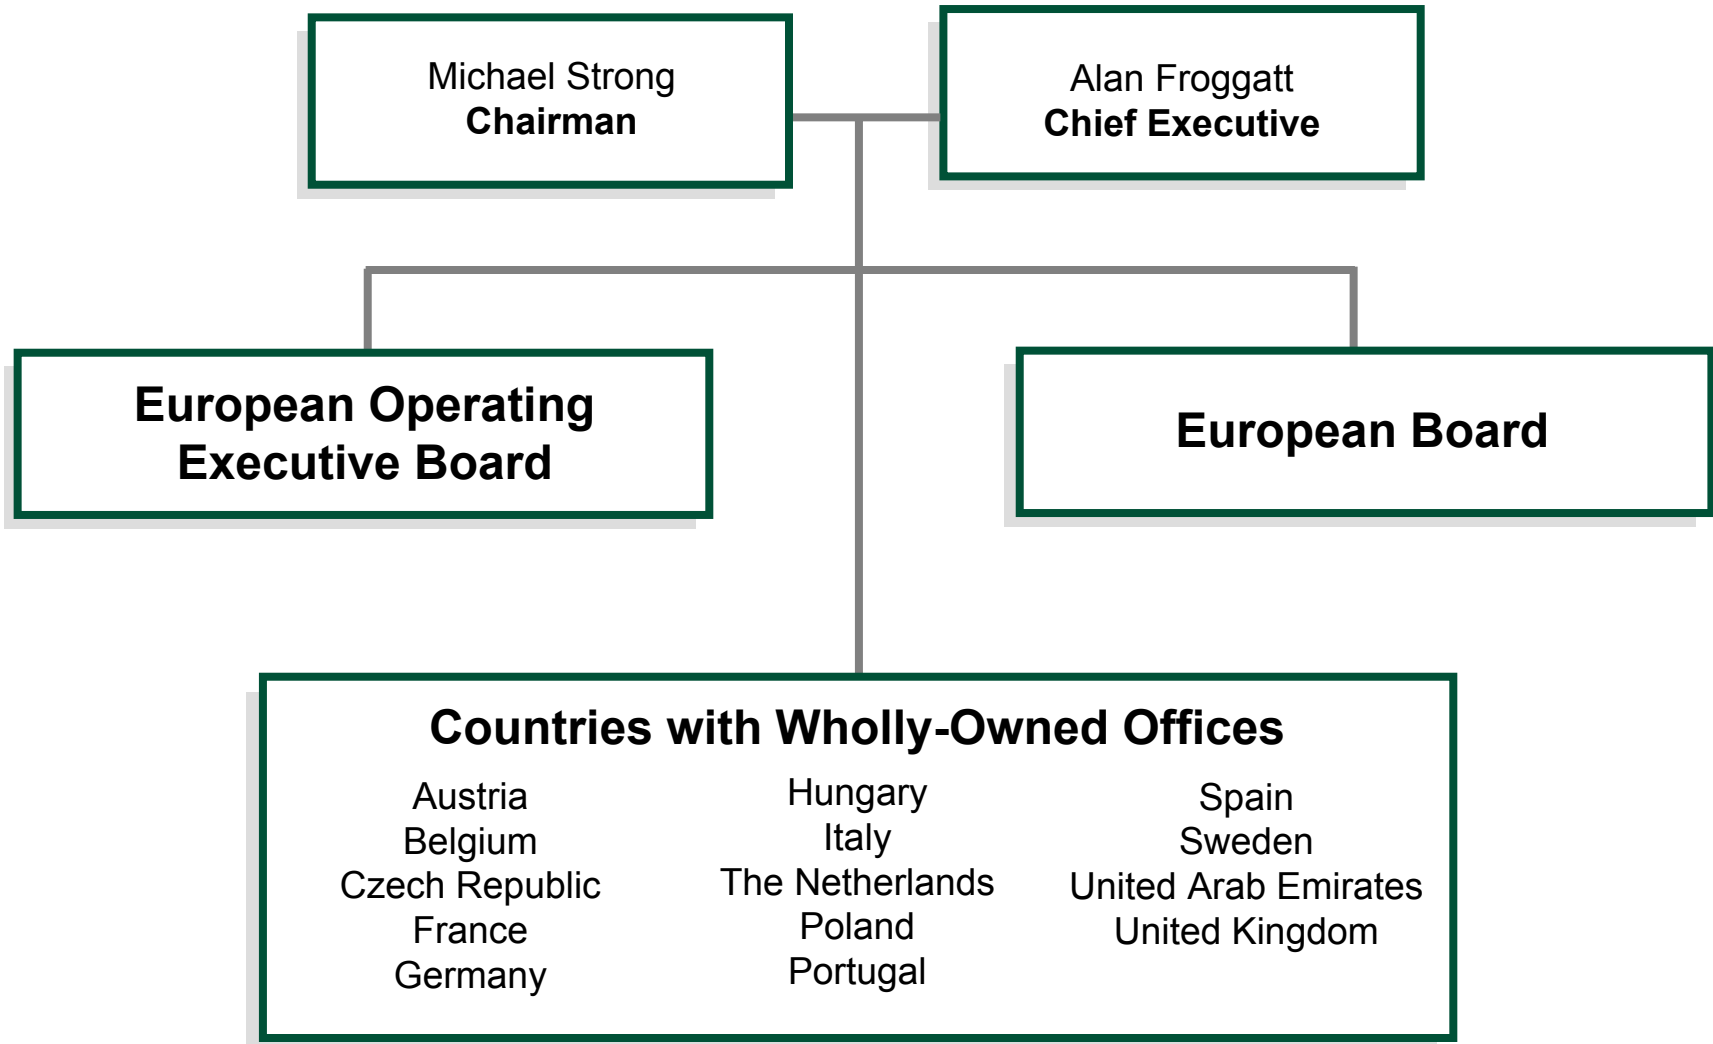 Michael Strong
Chairman
Alan Froggatt
Chief Executive
European Operating
Executive Board
European Board
Countries with Wholly-Owned Offices
Austria
Belgium
Czech Republic
France
Germany
Hungary
Italy
The Netherlands
Poland
Portugal
Spain
Sweden
United Arab Emirates
United Kingdom